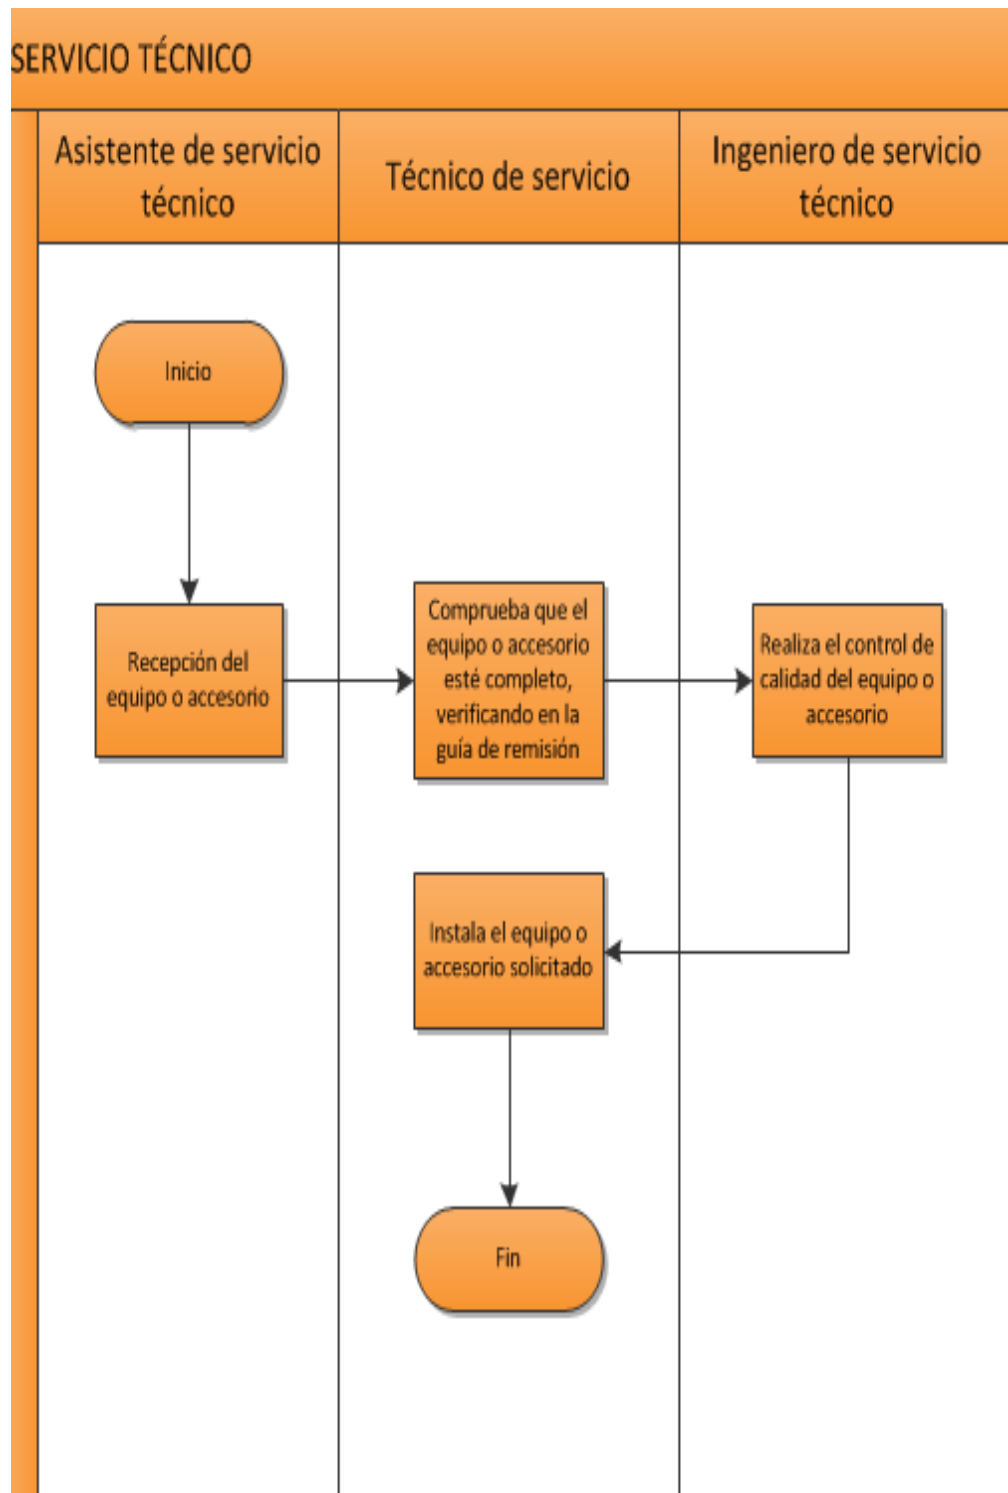 SERVICIO TÉCNICO
Asistente de servicio
técnico
Técnico de servicio
Ingeniero de servicio
técnico
Inicio
Recepción del
equipo o accesorio
Comprueba que el
equipo o accesorio
esté completo,
verificando en la
guía de remisión
Realiza el control de
calidad del equipo o
accesorio
Instala el equipo o
accesorio solicitado
Fin